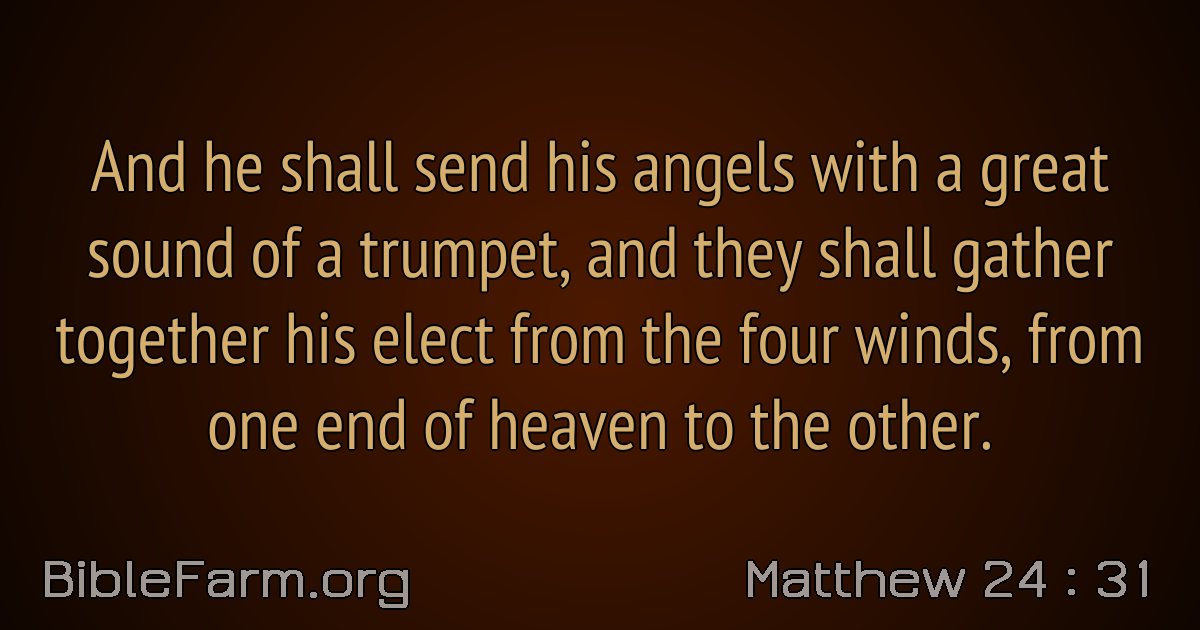 And he shall send his angels with a great
sound of a trumpet, and they shall gather
together his elect from the four winds, from
one end of heaven to the other.
BibleFarm.org
Matthew 24 : 31